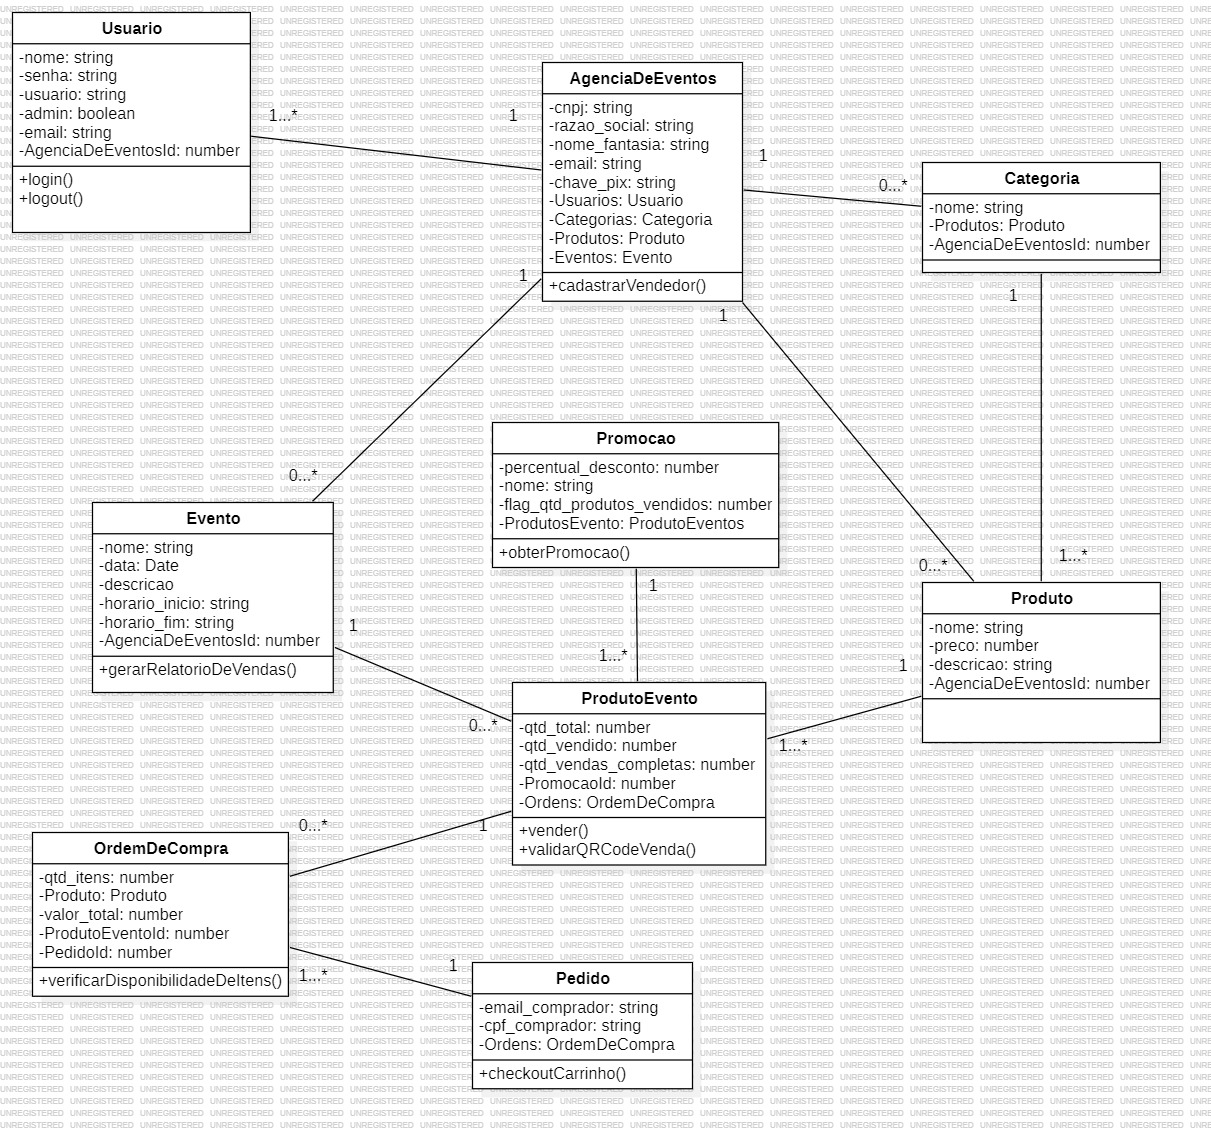 Usuario
-nome: string
-senha: string
-usuario: string
-admin: boolean
-email: string
-AgenciaDeEventosId: number
+login()
+logout()
1...*
1
AgenciaDeEventos
-cnpj: string
-razao_social: string
-nome_fantasia: string
-email: string
-chave_pix: string
-Usuarios: Usuario
-Categorias: Categoria
-Produtos: Produto
-Eventos: Evento
+cadastrarVendedor()
1
0...*
Categoria
-nome: string
-Produtos: Produto
-AgenciaDeEventosId: number
1
1
1
0...*
Promocao
-percentual_desconto: number
-nome: string
-flag_qtd_produtos_vendidos: number
-ProdutosEvento: ProdutoEventos
+obterPromocao()
1
1...*
Evento
-nome: string
-data: Date
-descricao
-horario_inicio: string
-horario_fim: string
-AgenciaDeEventosId: number
+gerarRelatorioDeVendas()
1
0...*
0...*
1...*
Produto
-nome: string
-preco: number
-descricao: string
-AgenciaDeEventosId: number
1
1...*
ProdutoEvento
-qtd_total: number
-qtd_vendido: number
-qtd_vendas_completas: number
-PromocaoId: number
-Ordens: OrdemDeCompra
+vender()
+validarQRCodeVenda()
0...*
1
OrdemDeCompra
-qtd_itens: number
-Produto: Produto
-valor_total: number
-ProdutoEventoId: number
-PedidoId: number
+verificarDisponibilidadeDeItens()
1...*
1
Pedido
-email_comprador: string
-cpf_comprador: string
-Ordens: OrdemDeCompra
+checkoutCarrinho()
UNREGISTERED